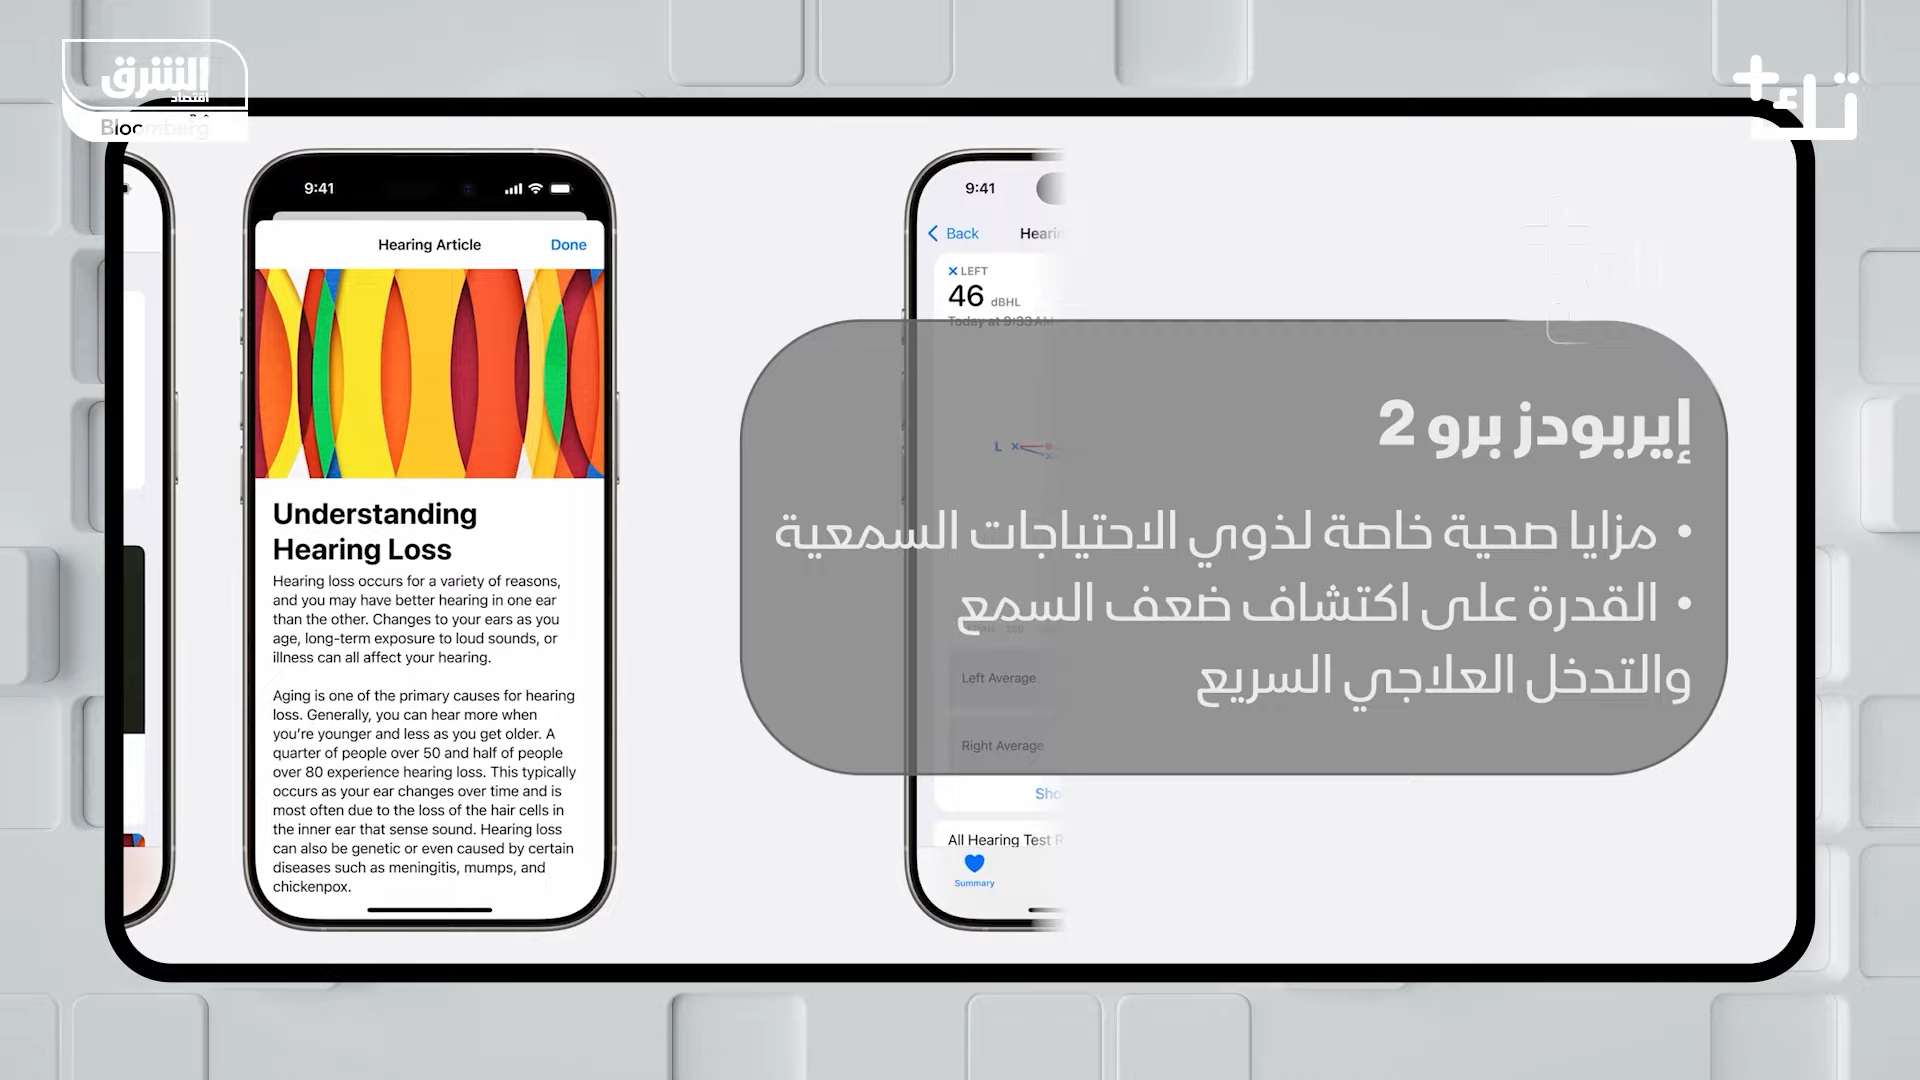 الشرق
اقتصاد
Bloomberg
تك+
9:41
Hearing Article
Done
Understanding
Hearing Loss
Hearing loss occurs for a variety of reasons,
and you may have better hearing in one ear
than the other. Changes to your ears as you
age, long-term exposure to loud sounds, or
illness can all affect your hearing.
Aging is one of the primary causes for hearing
loss. Generally, you can hear more when
you're younger and less as you get older. A
quarter of people over 50 and half of people
over 80 experience hearing loss. This typically
occurs as your ear changes over time and is
most often due to the loss of the hair cells in
the inner ear that sense sound. Hearing loss
can also be genetic or even caused by certain
diseases such as meningitis, mumps, and
chickenpox.
9:41
Back
LEFT
46 dBHL
Today at 9:33 AM
L
Left Average
Right Average
All Hearing Test
Summary
إيربودز برو 2
• مزايا صحية خاصة لذوي الاحتياجات السمعية
• القدرة على اكتشاف ضعف السمع
والتدخل العلاجي السريع